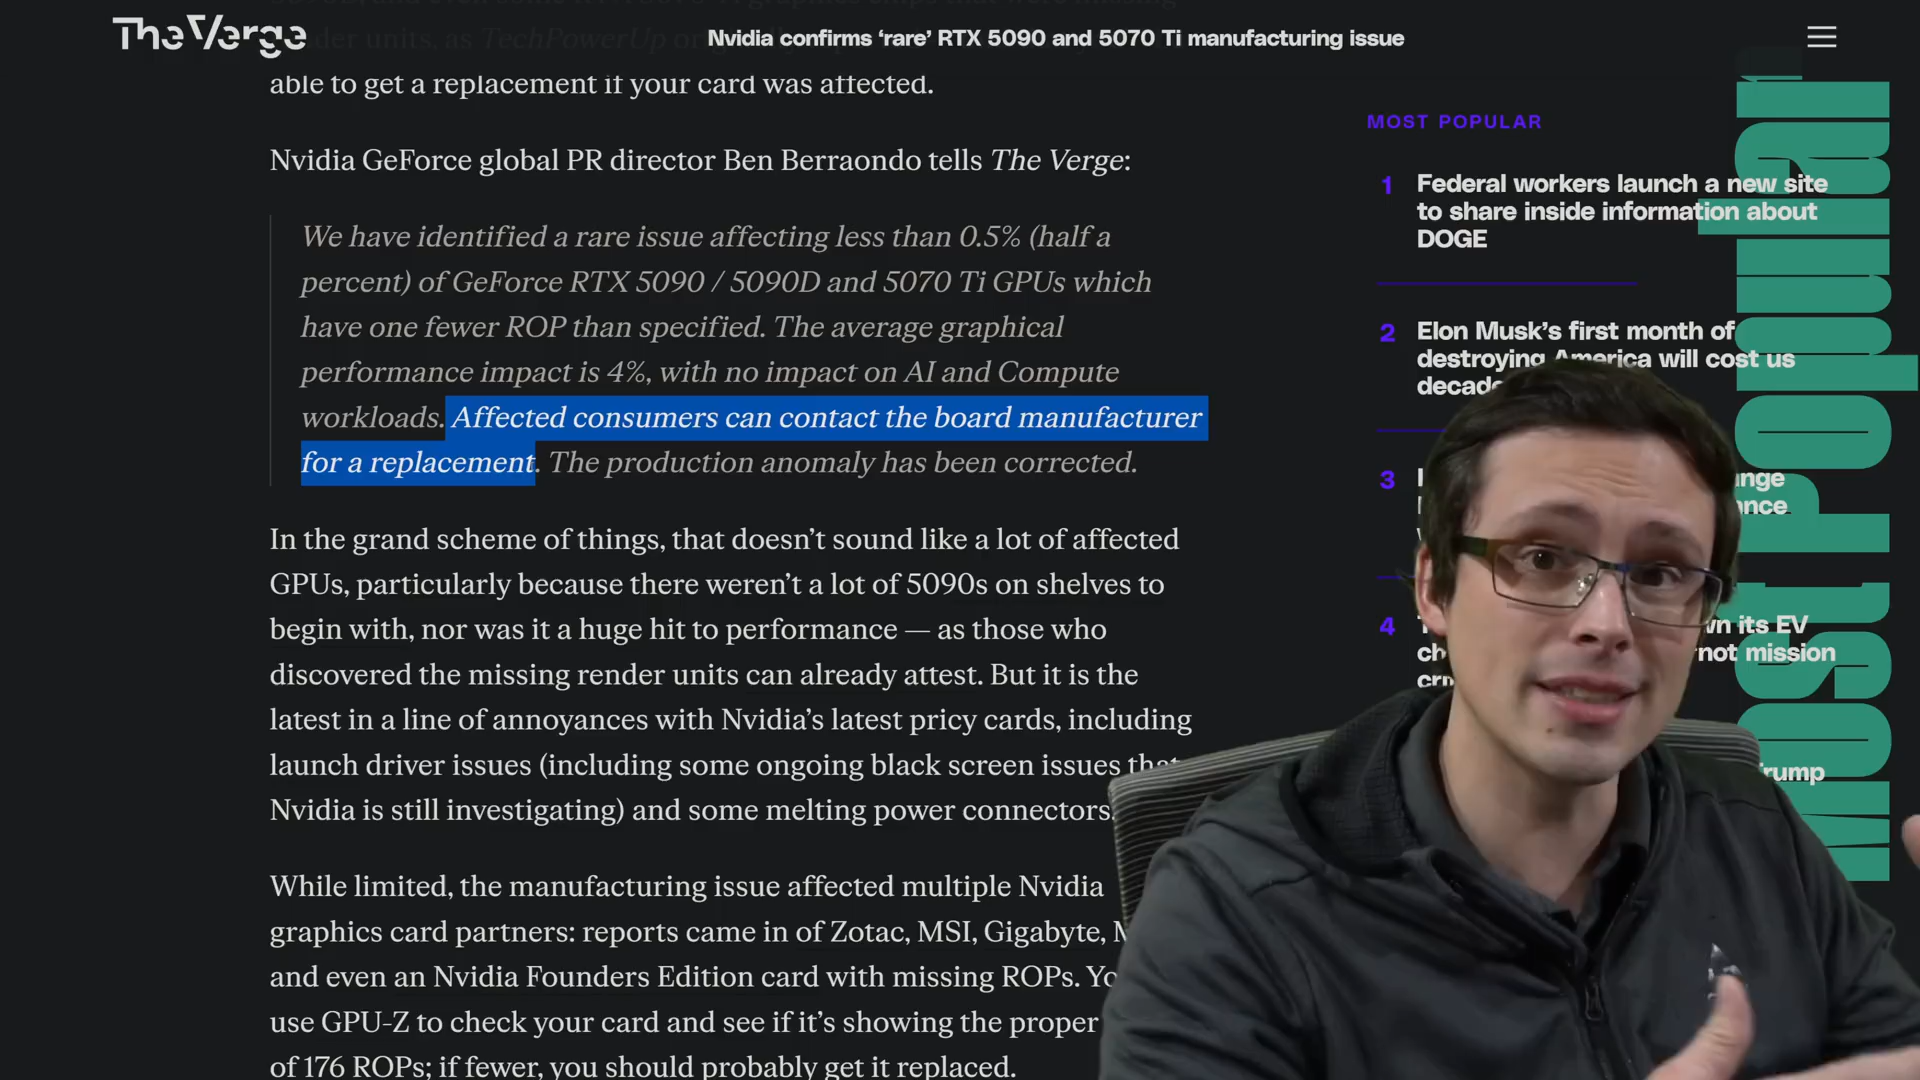 The Verge
Nvidia confirms ‘rare’ RTX 5090 and 5070 Ti manufacturing issue
able to get a replacement if your card was affected.
Nvidia GeForce global PR director Ben Berraondo tells The Verge:
We have identified a rare issue affecting less than 0.5% (half a
percent) of GeForce RTX 5090 / 5090D and 5070 Ti GPUs which
have one fewer ROP than specified. The average graphical
performance impact is 4%, with no impact on AI and Compute
workloads. Affected consumers can contact the board manufacturer
for a replacement. The production anomaly has been corrected.
In the grand scheme of things, that doesn’t sound like a lot of affected
GPUs, particularly because there weren’t a lot of 5090s on shelves to
begin with, nor was it a huge hit to performance — as those who
discovered the missing render units can already attest. But it is the
latest in a line of annoyances with Nvidia’s latest pricy cards, including
launch driver issues (including some ongoing black screen issues that
Nvidia is still investigating) and some melting power connectors.
While limited, the manufacturing issue affected multiple Nvidia
graphics card partners: reports came in of Zotac, MSI, Gigabyte,
and even an Nvidia Founders Edition card with missing ROPs.
use GPU-Z to check your card and see if it’s showing the proper
of 176 ROPs; if fewer, you should probably get it replaced.
MOST POPULAR
1
Federal workers launch a new site
to share inside information about
DOGE
2
Elon Musk’s first month of
destroying America will cost us
3
4
its EV
not mission
Most Popular